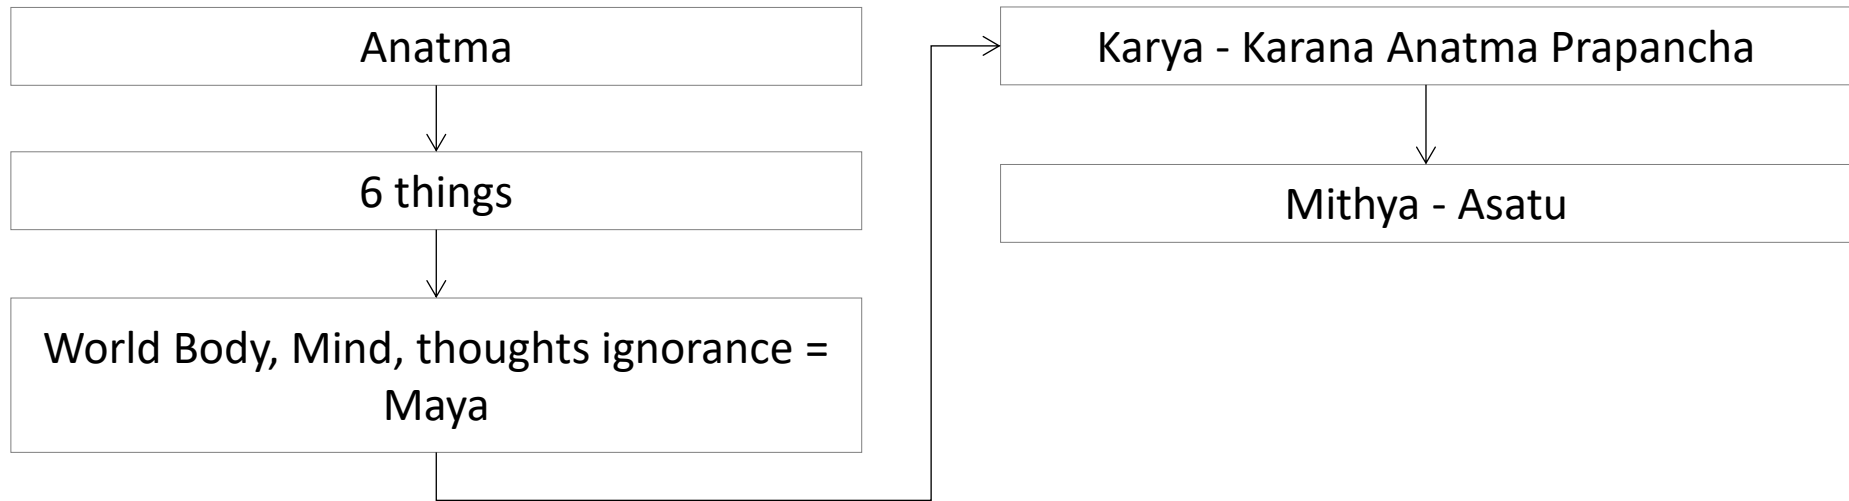 Anatma
6 things
World Body, Mind, thoughts ignorance =
Maya
Karya - Karana Anatma Prapancha
Mithya - Asatu